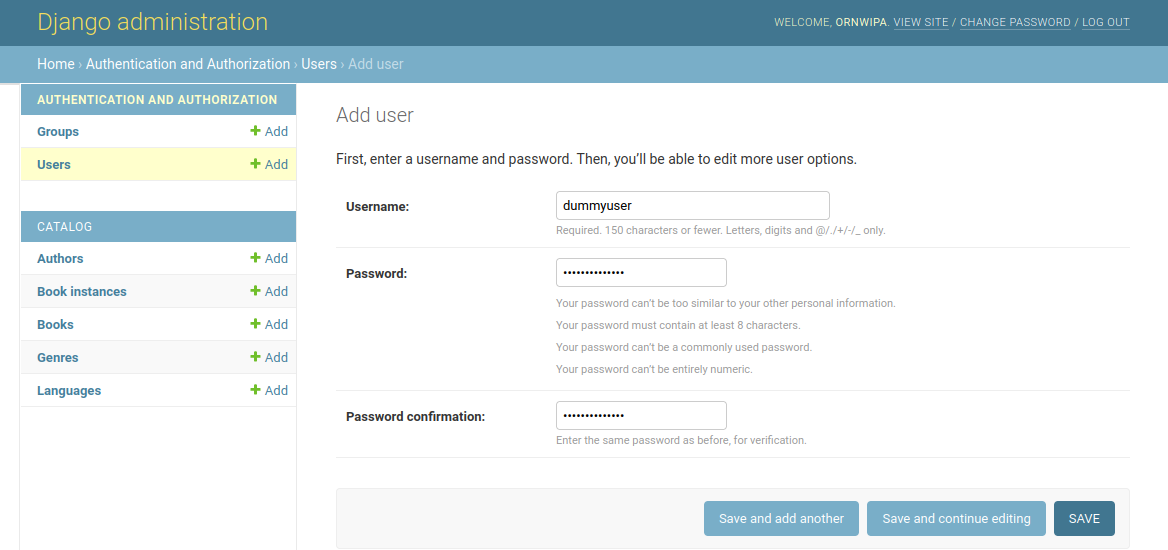 Django administration
WELCOME, ORNWIPA. VIEW SITE / CHANGE PASSWORD / LOG OUT
Home › Authentication and Authorization › Users › Add user
AUTHENTICATION AND AUTHORIZATION
Groups
Add
Users
Add
CATALOG
Authors
Add
Book instances
Add
Books
Add
Genres
Add
Languages
Add
Add user
First, enter a username and password. Then, you’ll be able to edit more user options.
Username:
dummyuser
Required. 150 characters or fewer. Letters, digits and @/./+/-/_ only.
Password:
••••••••••••••
Your password can’t be too similar to your other personal information.
Your password must contain at least 8 characters.
Your password can’t be a commonly used password.
Your password can’t be entirely numeric.
Password confirmation:
••••••••••••••
Enter the same password as before, for verification.
Save and add another
Save and continue editing
SAVE